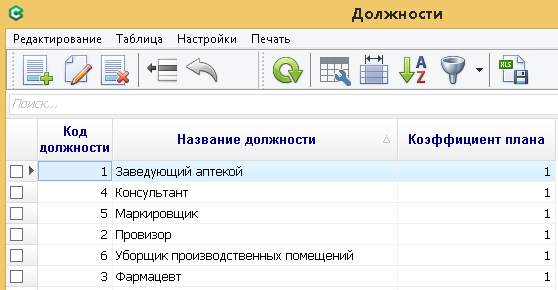 Должности
Редактирование Таблица Настройки Печать
A
Z
XLS
Поиск...
Код должности Название должности Коэффициент плана
1 Заведующий аптекой 1
4 Консультант 1
5 Маркировщик 1
2 Провизор 1
6 Уборщик производственных помещений 1
3 Фармацевт 1